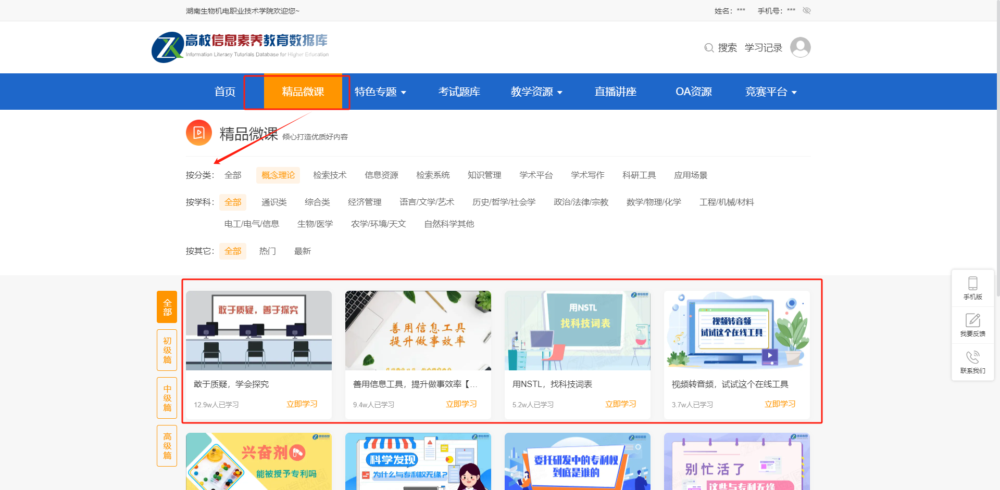 湖南生物机电职业技术学院欢迎您~
姓名：*** 手机号：***
高校信息素养教育数据库
Information Literacy Tutorials Database for Higher Education
搜索 学习记录
首页 精品微课 特色专题 考试题库 教学资源 直播讲座 OA资源 竞赛平台
精品微课 倾心打造优质好内容
按分类： 全部 概念理论 检索技术 信息资源 检索系统 知识管理 学术平台 学术写作 科研工具 应用场景
按学科： 全部 通识类 综合类 经济管理 语言/文学/艺术 历史/哲学/社会学 政治/法律/宗教 数学/物理/化学 工程/机械/材料
电工/电气/信息 生物/医学 农学/环境/天文 自然科学其他
按其它： 全部 热门 最新
手机版
我要反馈
联系我们
全部
初级篇
中级篇
高级篇
敢于质疑，善于探究
敢于质疑，学会探究
12.9w人已学习 立即学习
善用信息工具
提升做事效率
善用信息工具，提升做事效率【...
9.4w人已学习 立即学习
用NSTL
找科技词表
用NSTL，找科技词表
5.2w人已学习 立即学习
视频转音频
试试这个在线工具
视频转音频，试试这个在线工具
3.7w人已学习 立即学习
兴奋剂
能被授予专利吗
科学发现
为什么与专利权无缘?
委托研发中的专利权
到底是谁的
别忙活了
这些与专利无缘